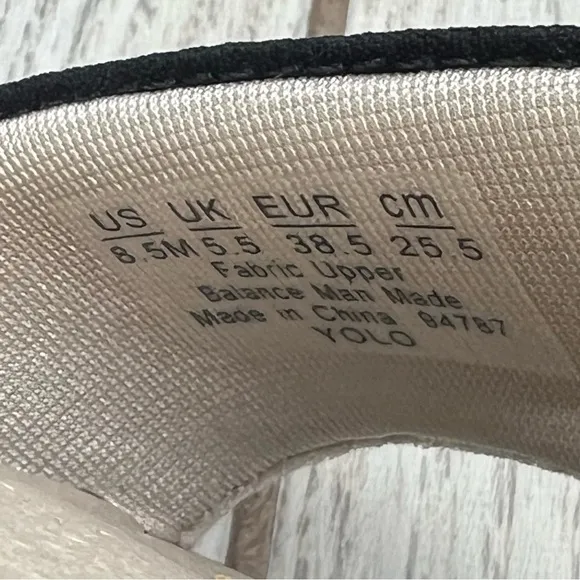 US UK EUR cm
8.5M 5.5 38.5 25.5
Fabric Upper
Balance Man Made
Made in China 94787
YOLO